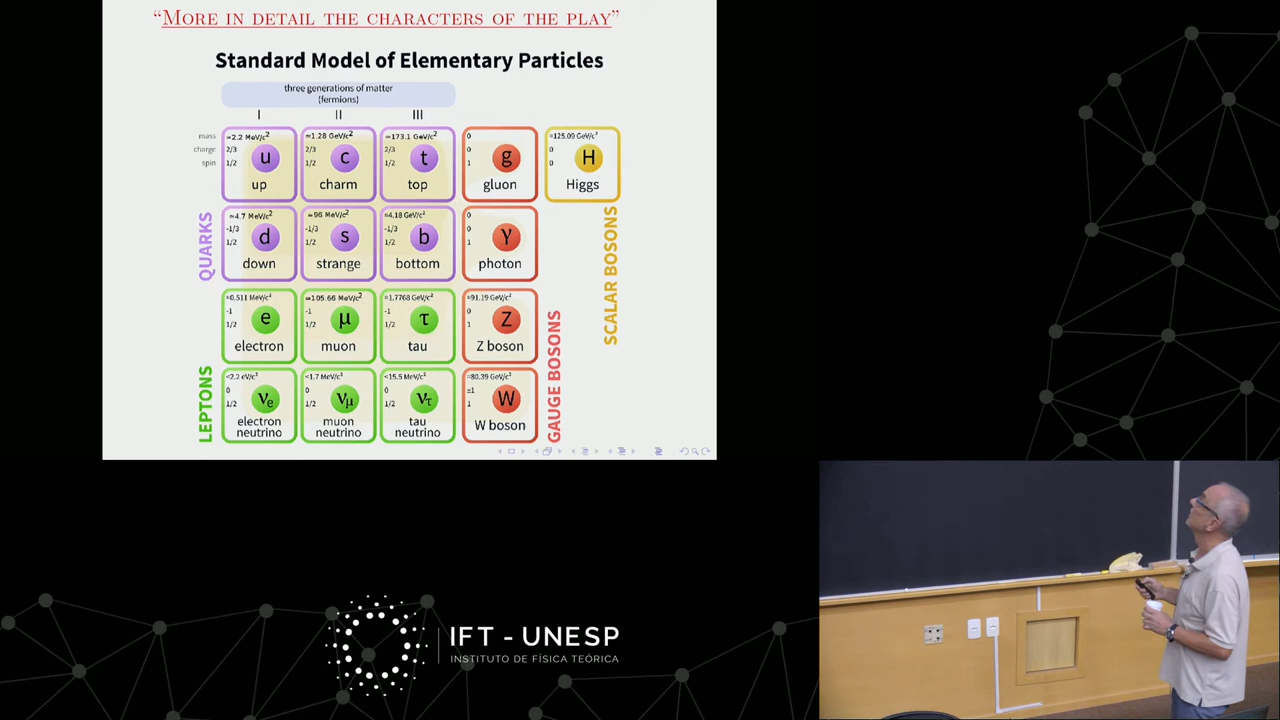 “MORE IN DETAIL THE CHARACTERS OF THE PLAY”
Standard Model of Elementary Particles
three generations of matter
(fermions)
I II III
mass
charge
spin
≃2.2 MeV/c²
2/3
1/2
u
up
≃1.28 GeV/c²
2/3
1/2
c
charm
≃173.1 GeV/c²
2/3
1/2
t
top
0
0
1
g
gluon
≃125.09 GeV/c²
0
0
H
Higgs
QUARKS
≃4.7 MeV/c²
-1/3
1/2
d
down
≃96 MeV/c²
-1/3
1/2
s
strange
≃4.18 GeV/c²
-1/3
1/2
b
bottom
0
0
1
γ
photon
SCALAR BOSONS
LEPTONS
≃0.511 MeV/c²
-1
1/2
e
electron
≃105.66 MeV/c²
-1
1/2
μ
muon
≃1.7768 GeV/c²
-1
1/2
τ
tau
≃91.19 GeV/c²
0
1
Z
Z boson
GAUGE BOSONS
<2.2 eV/c²
0
1/2
νe
electron
neutrino
<1.7 MeV/c²
0
1/2
νμ
muon
neutrino
<15.5 MeV/c²
0
1/2
ντ
tau
neutrino
≃80.39 GeV/c²
±1
1
W
W boson
IFT - UNESP
INSTITUTO DE FÍSICA TEÓRICA